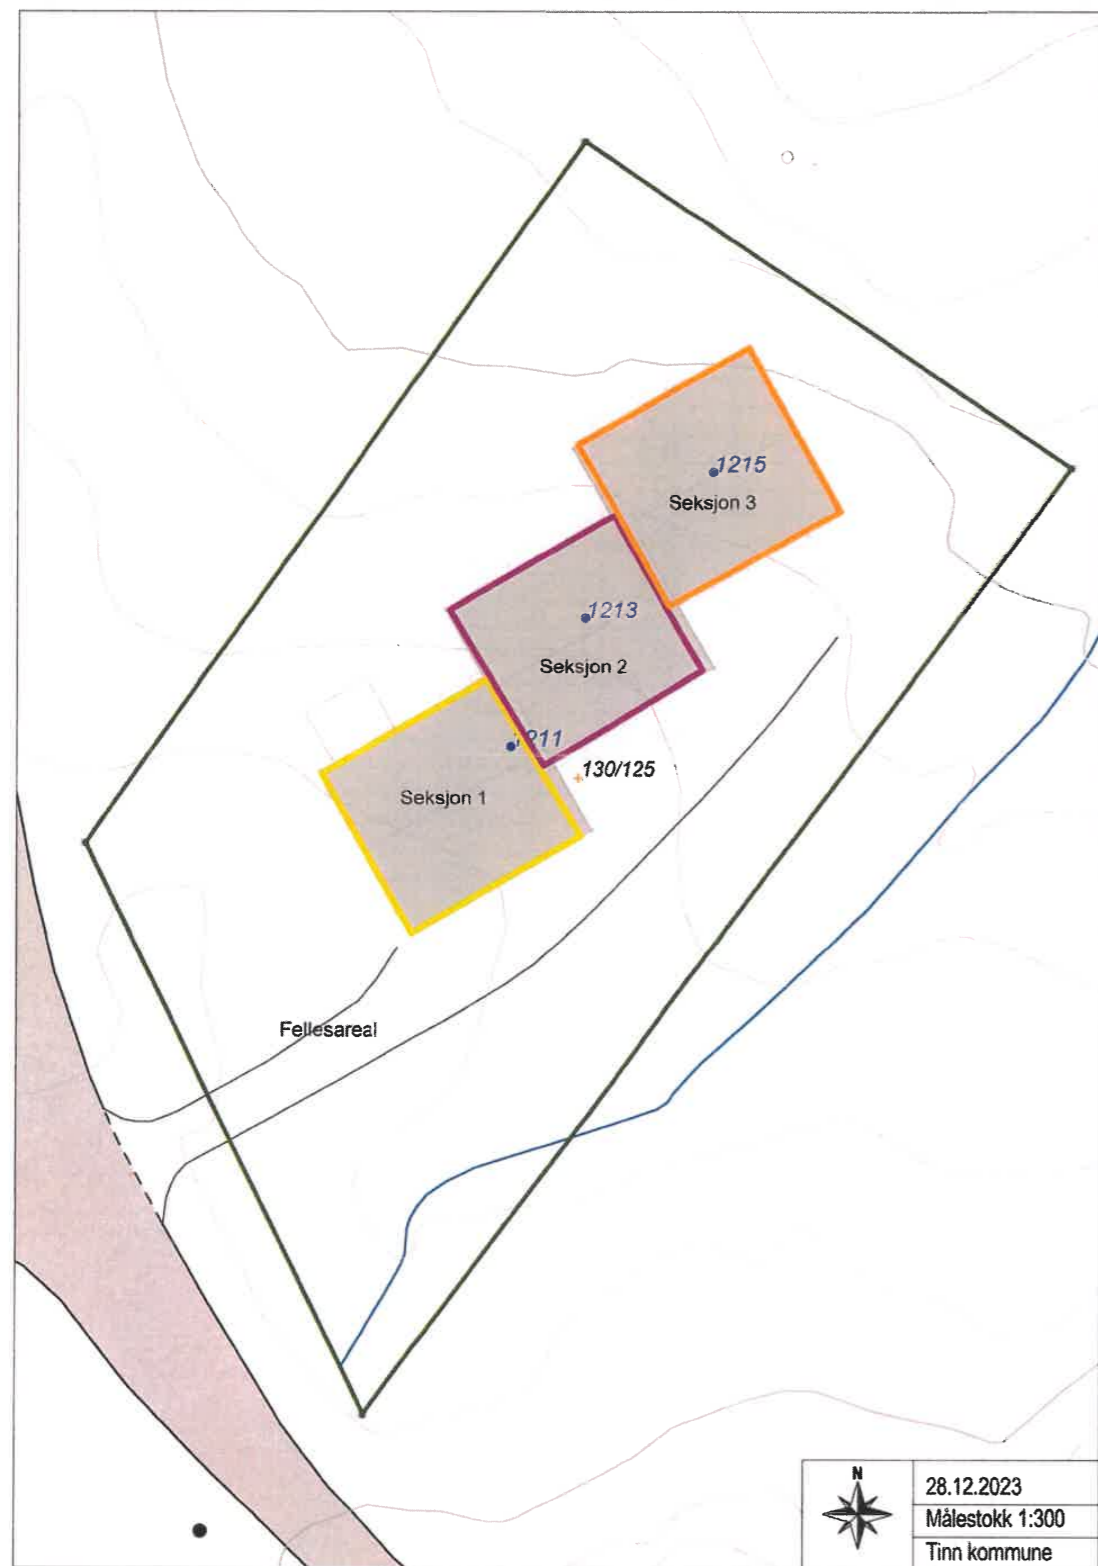 1215
Seksjon 3
1213
Seksjon 2
1211
130/125
Seksjon 1
Fellesareal
N
28.12.2023
Målestokk 1:300
Tinn kommune